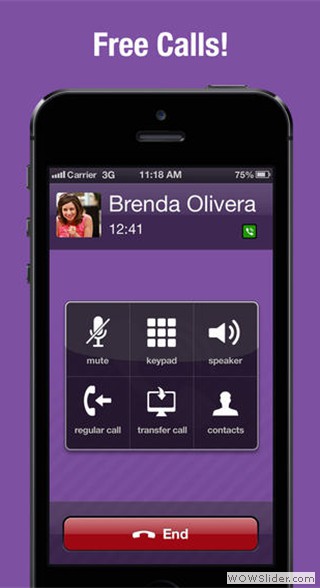 Free Calls!
Carrier 3G 11:18 AM 75%
Brenda Olivera
12:41
mute keypad speaker
regular call transfer call contacts
End
WOWSlider.com